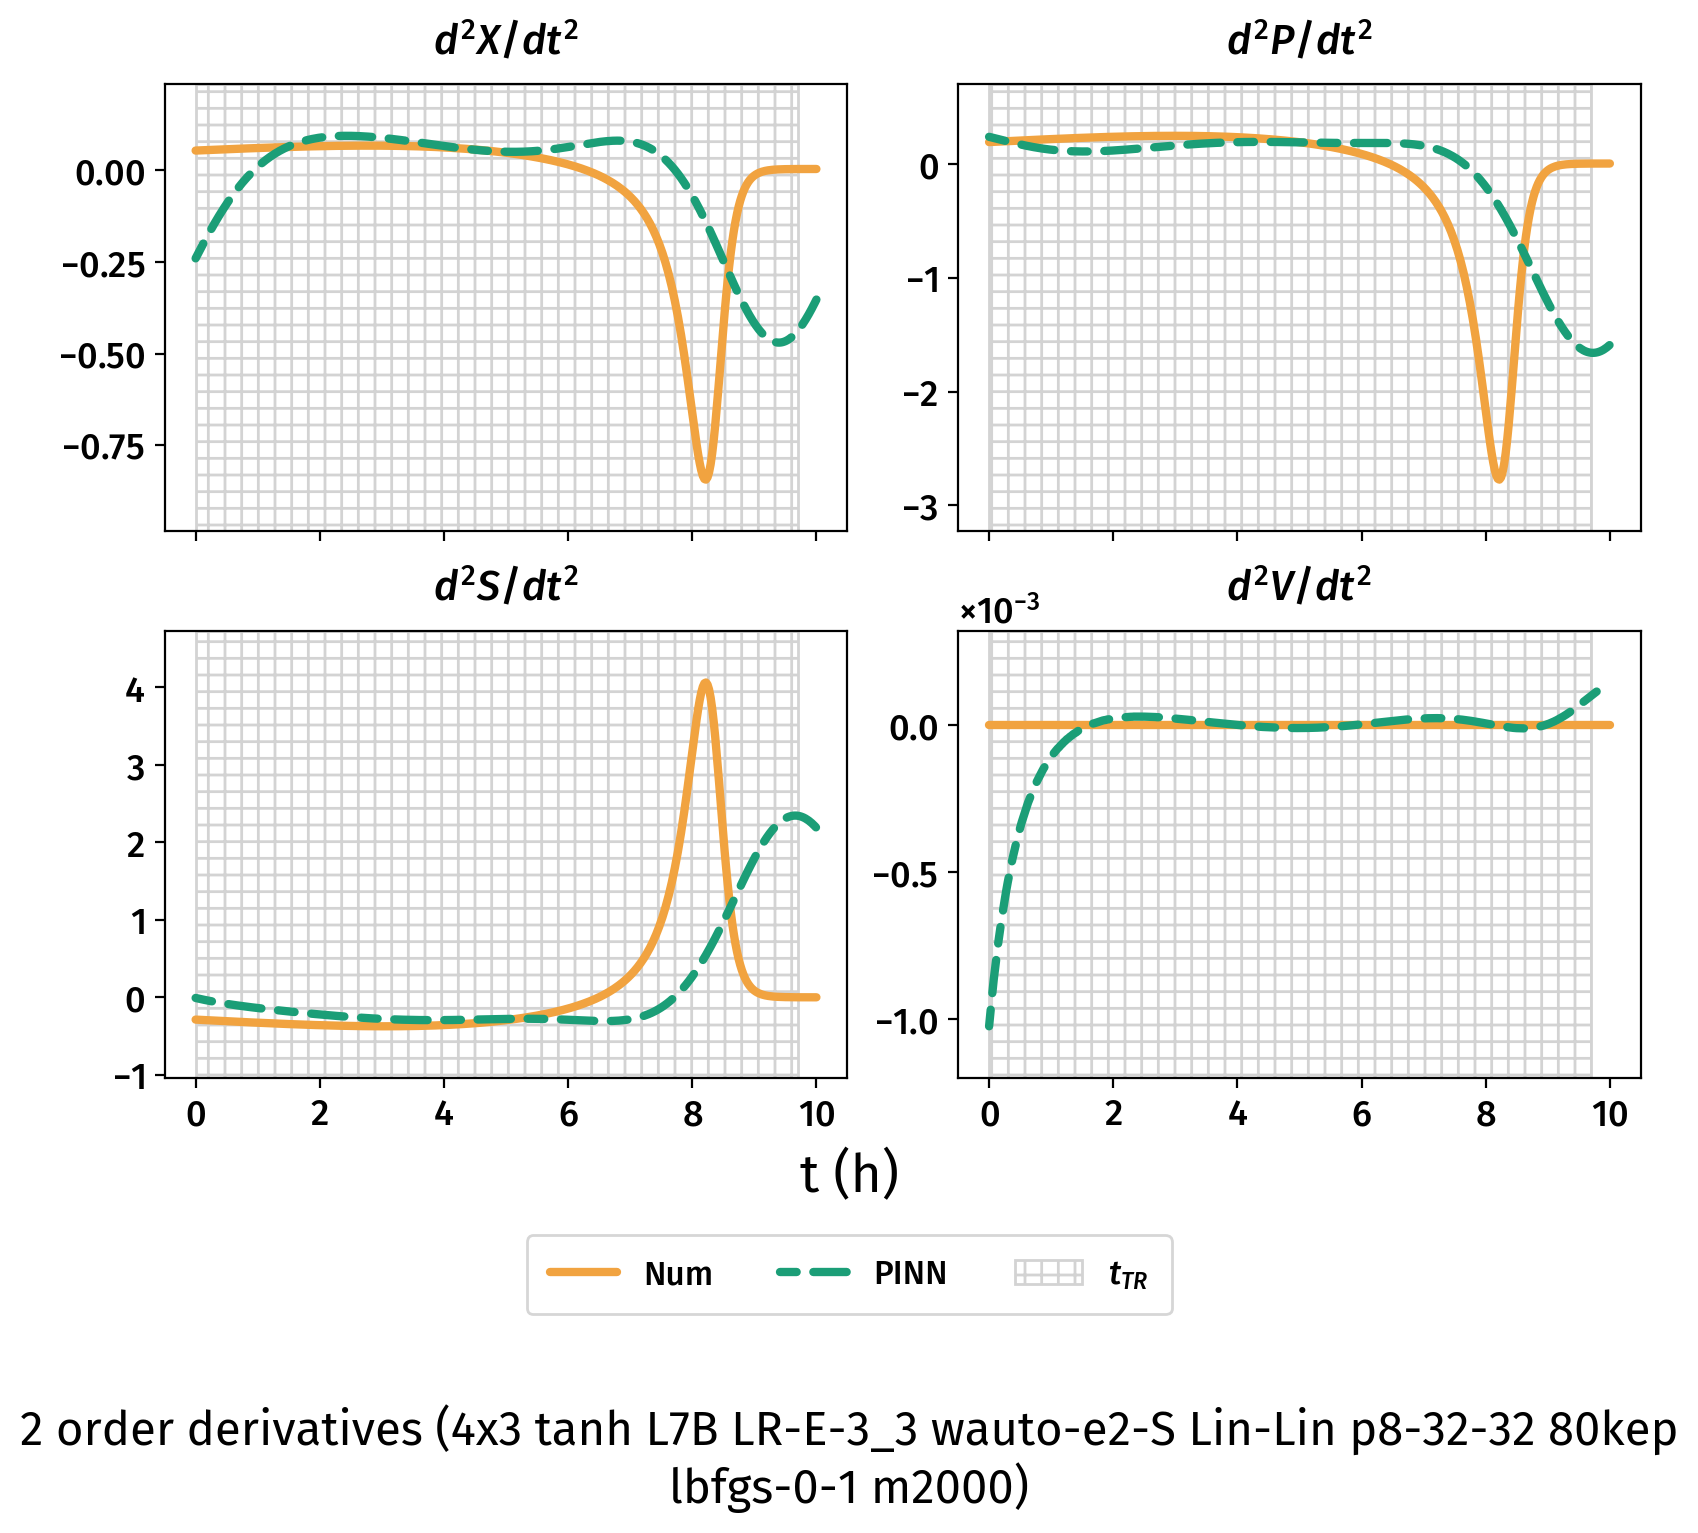 d²X/dt²
d²P/dt²
0.00
−0.25
−0.50
−0.75
0
−1
−2
−3
d²S/dt²
d²V/dt²
×10⁻³
4
3
2
1
0
−1
0.0
−0.5
−1.0
0 2 4 6 8 10
0 2 4 6 8 10
t (h)
Num PINN t_TR
2 order derivatives (4x3 tanh L7B LR-E-3_3 wauto-e2-S Lin-Lin p8-32-32 80kep
lbfgs-0-1 m2000)